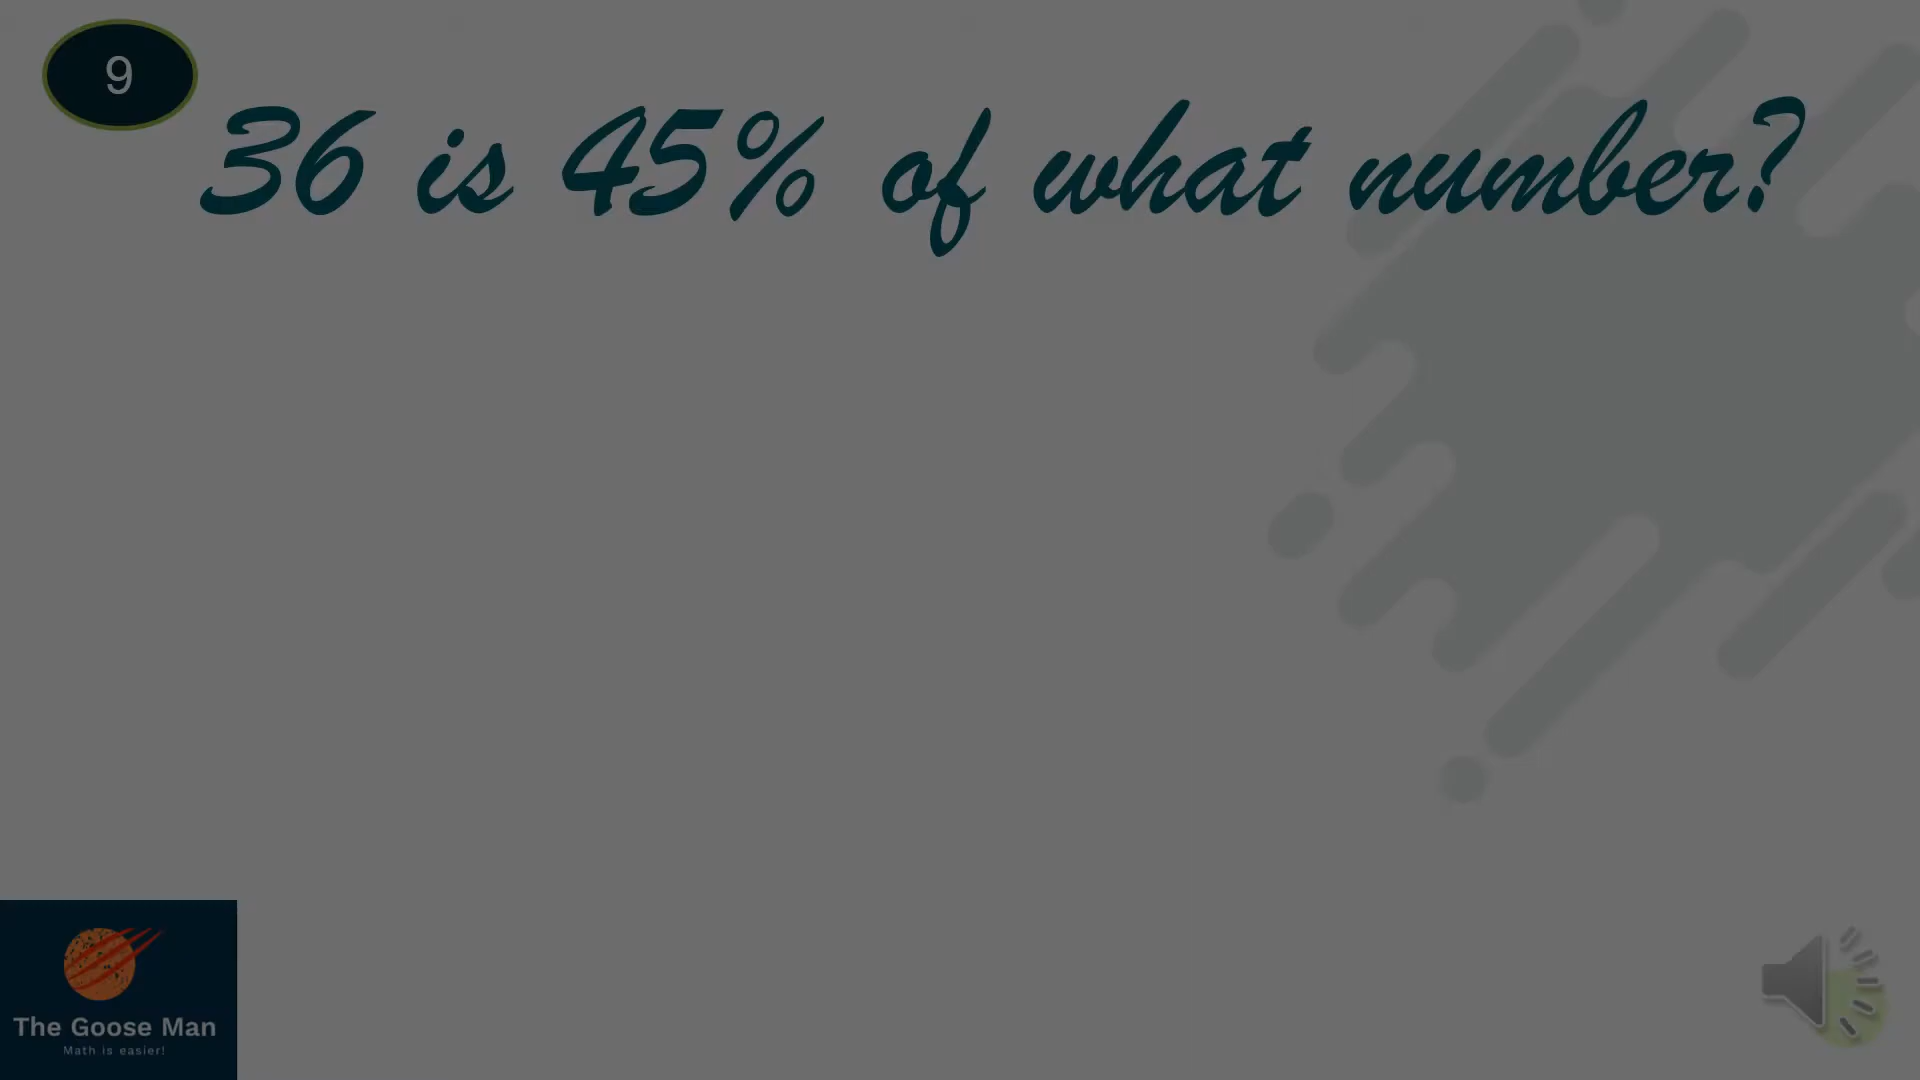 9
36 is 45% of what number?
The Goose Man
Math is easier!